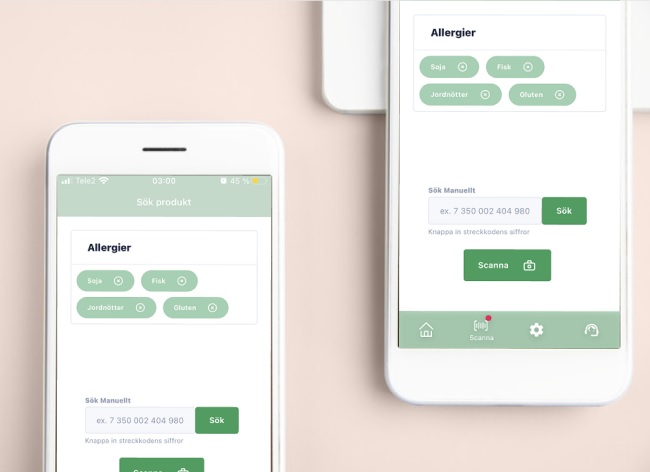 Tele2 03:00 45 %
Sök produkt
Allergier
Soja Fisk
Jordnötter Gluten
Sök Manuellt
ex. 7 350 002 404 980 Sök
Knappa in streckkodens siffror
Scanna
Allergier
Soja Fisk
Jordnötter Gluten
Sök Manuellt
ex. 7 350 002 404 980 Sök
Knappa in streckkodens siffror
Scanna
Scanna